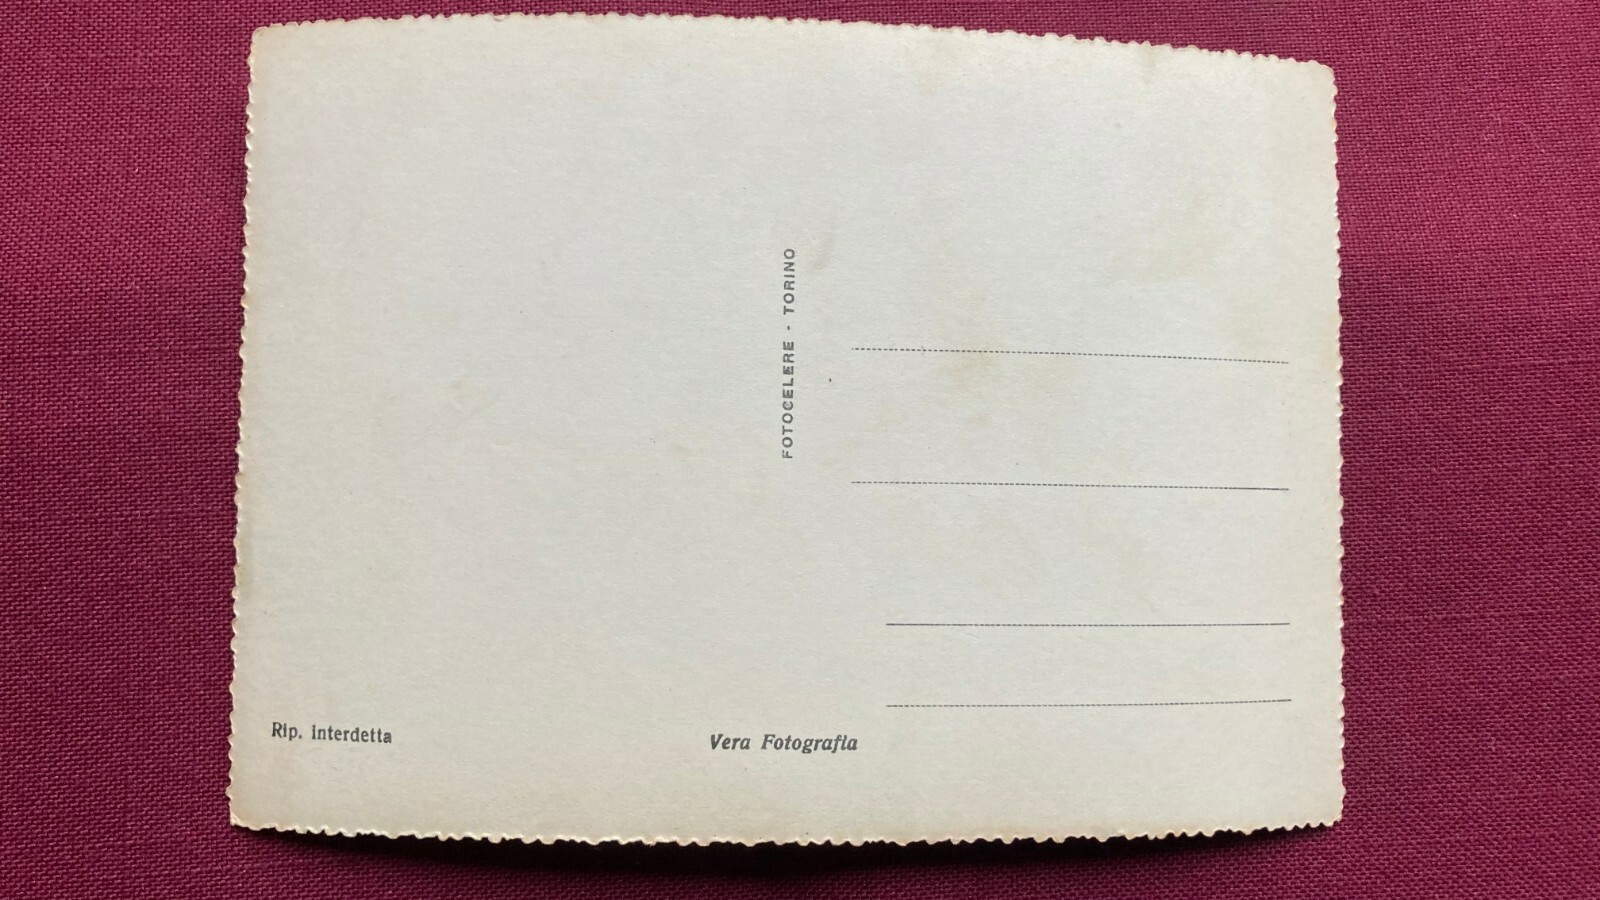 FOTOCELERE - TORINO
Rip. interdetta
Vera Fotografia